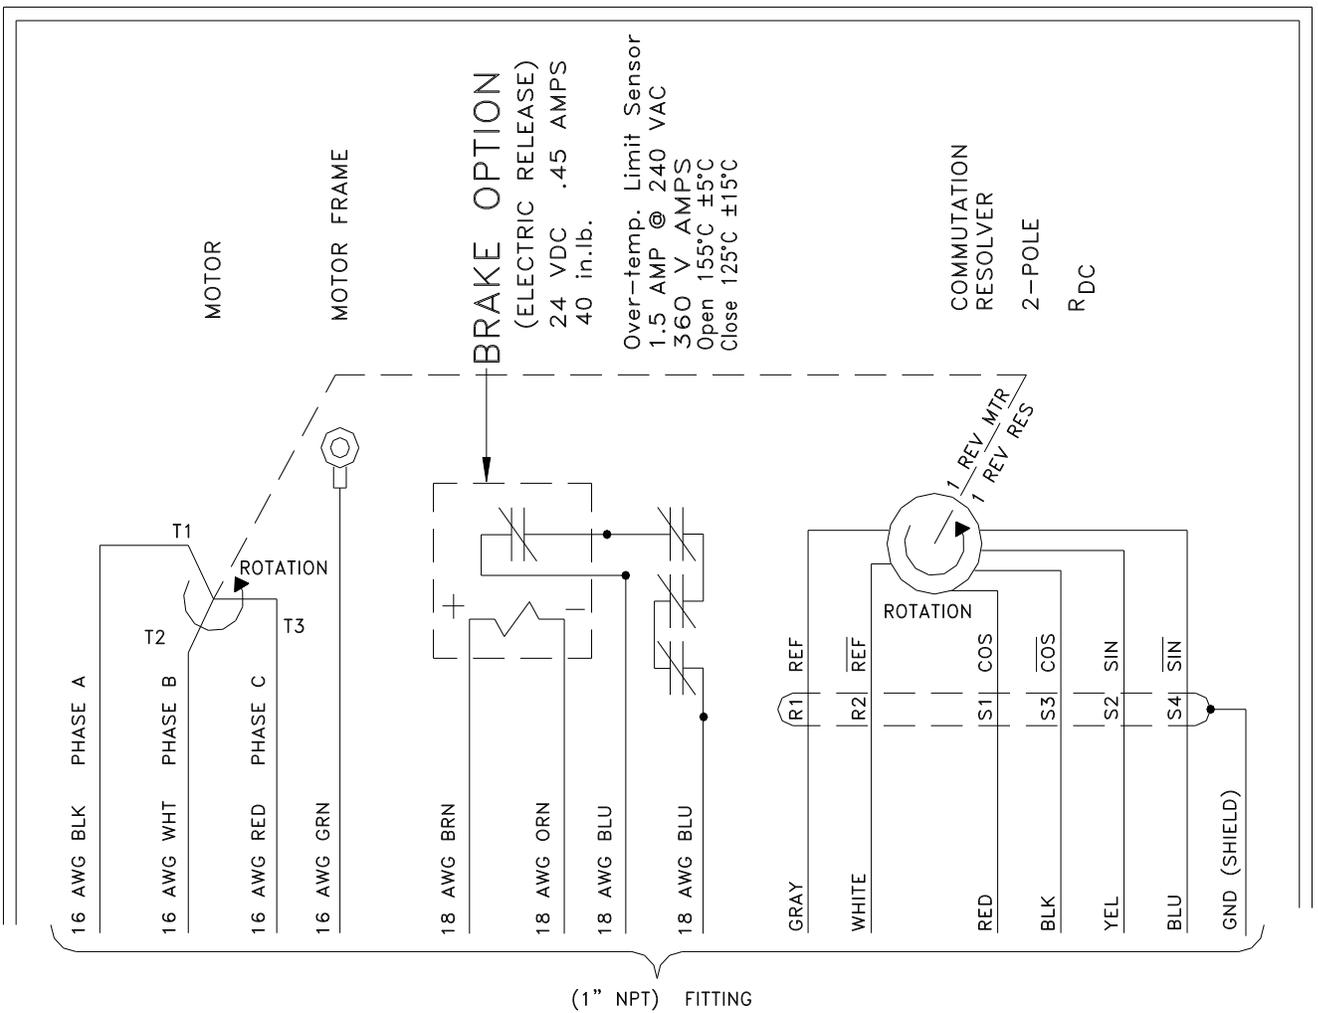 MOTOR
MOTOR FRAME
BRAKE OPTION
(ELECTRIC RELEASE)
24 VDC .45 AMPS
40 in.lb.
Over-temp. Limit Sensor
1.5 AMP @ 240 VAC
360 V AMPS
Open 155°C ±5°C
Close 125°C ±15°C
COMMUTATION
RESOLVER
2-POLE
RDC
1 REV MTR
1 REV RES
T1
ROTATION
T2
T3
+
−
ROTATION
PHASE A
PHASE B
PHASE C
R1 REF
R2 R̅E̅F̅
S1 COS
S3 C̅O̅S̅
S2 SIN
S4 S̅I̅N̅
16 AWG BLK
16 AWG WHT
16 AWG RED
16 AWG GRN
18 AWG BRN
18 AWG ORN
18 AWG BLU
18 AWG BLU
GRAY
WHITE
RED
BLK
YEL
BLU
GND (SHIELD)
(1” NPT) FITTING